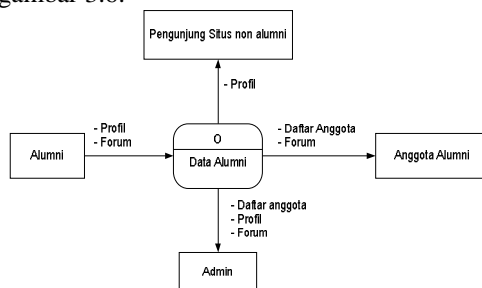 gambar 3.6.
Pengunjung Situs non alumni
- Profil
- Profil
- Forum
Alumni
0
Data Alumni
- Daftar Anggota
- Forum
Anggota Alumni
- Daftar anggota
- Profil
- Forum
Admin